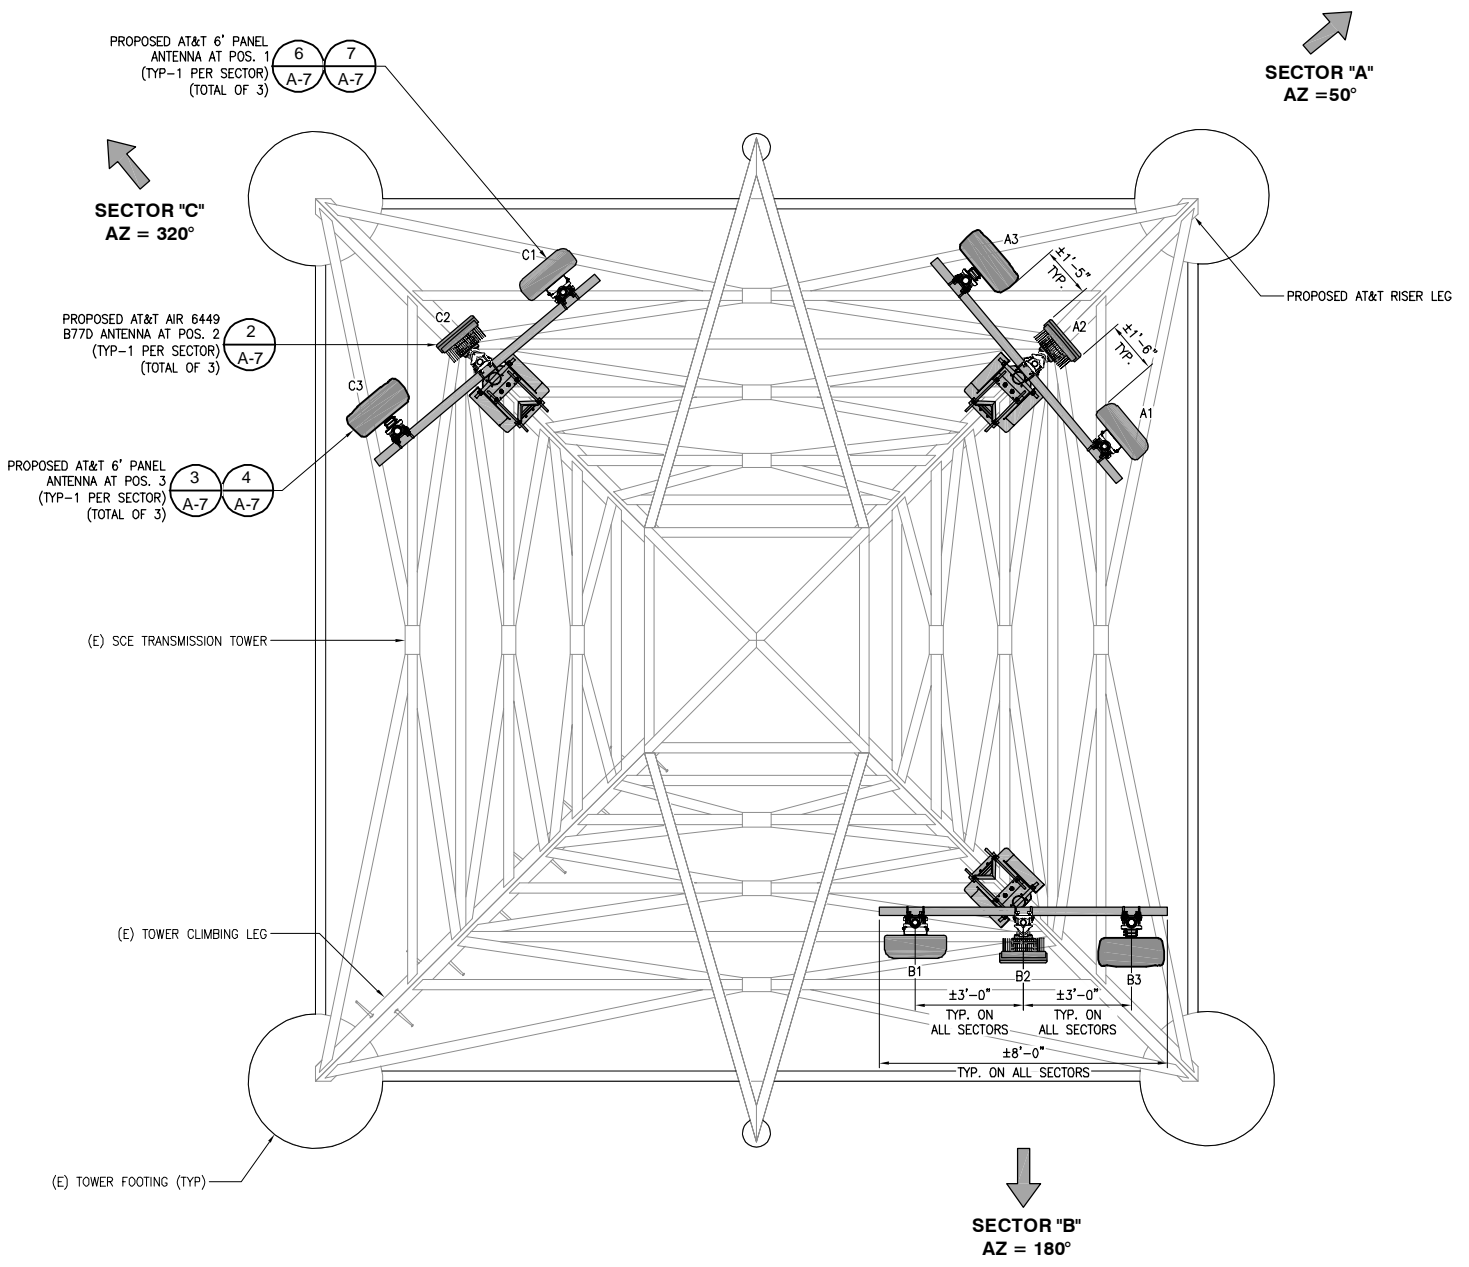 PROPOSED AT&T 6' PANEL
ANTENNA AT POS. 1
(TYP-1 PER SECTOR)
(TOTAL OF 3)
6
A-7
7
A-7
SECTOR "A"
AZ =50°
SECTOR "C"
AZ = 320°
C1
A3
±1'-5"
TYP.
PROPOSED AT&T RISER LEG
PROPOSED AT&T AIR 6449
B77D ANTENNA AT POS. 2
(TYP-1 PER SECTOR)
(TOTAL OF 3)
2
A-7
C2
A2
±1'-6"
TYP.
C3
A1
PROPOSED AT&T 6' PANEL
ANTENNA AT POS. 3
(TYP-1 PER SECTOR)
(TOTAL OF 3)
3
A-7
4
A-7
(E) SCE TRANSMISSION TOWER
(E) TOWER CLIMBING LEG
B1
B2
B3
±3'-0"
TYP. ON
ALL SECTORS
±3'-0"
TYP. ON
ALL SECTORS
±8'-0"
TYP. ON ALL SECTORS
(E) TOWER FOOTING (TYP)
SECTOR "B"
AZ = 180°